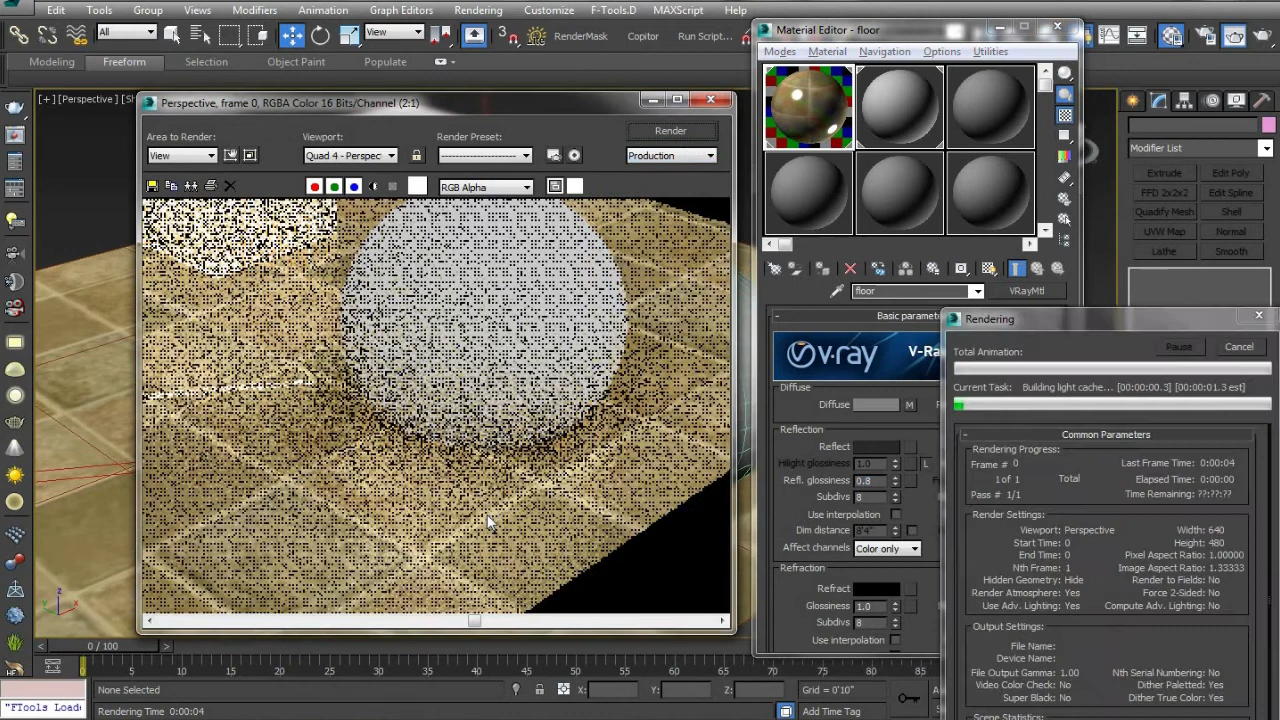 Edit Tools Group Views Modifiers Animation Graph Editors Rendering Customize F-Tools.D MAXScript Help
All View RenderMask Copitor Run Script...
Modeling Freeform Selection Object Paint Populate
[+] [Perspective]
Perspective, frame 0, RGBA Color 16 Bits/Channel (2:1)
Area to Render: Viewport: Render Preset: Render
View Quad 4 - Perspec Production
RGB Alpha
Material Editor - floor
Modes Material Navigation Options Utilities
floor VRayMtl
Basic parameters
v-ray V-Ra
Diffuse
Diffuse M
Reflection
Reflect
Hilight glossiness 1.0 L
Refl. glossiness 0.8
Subdivs 8
Use interpolation
Dim distance 8'4"
Affect channels Color only
Refraction
Refract
Glossiness 1.0
Subdivs 8
Use interpolation
Modifier List
Extrude Edit Poly
FFD 2x2x2 Edit Spline
Quadify Mesh Shell
UVW Map Normal
Lathe Smooth
Rendering
Total Animation: Pause Cancel
Current Task: Building light cache... [00:00:00.3] [00:00:01.3 est]
Common Parameters
Rendering Progress:
Frame # 0 Last Frame Time: 0:00:04
1 of 1 Total Elapsed Time: 0:00:00
Pass # 1/1 Time Remaining: ??:??:??
Render Settings:
Viewport: Perspective Width: 640
Start Time: 0 Height: 480
End Time: 0 Pixel Aspect Ratio: 1.00000
Nth Frame: 1 Image Aspect Ratio: 1.33333
Hidden Geometry: Hide Render to Fields: No
Render Atmosphere: Yes Force 2-Sided: No
Use Adv. Lighting: Yes Compute Adv. Lighting: No
Output Settings:
File Name:
Device Name:
File Output Gamma: 1.00 Nth Serial Numbering: No
Video Color Check: No Dither Paletted: Yes
Super Black: No Dither True Color: Yes
Scene Statistics:
z
y x
0 / 100
0 5 10 15 20 25 30 35 40 45 50 55 60 65 70 75 80 85
None Selected X: Y: Z: Grid = 0'10"
"FTools Load Rendering Time 0:00:04 Add Time Tag